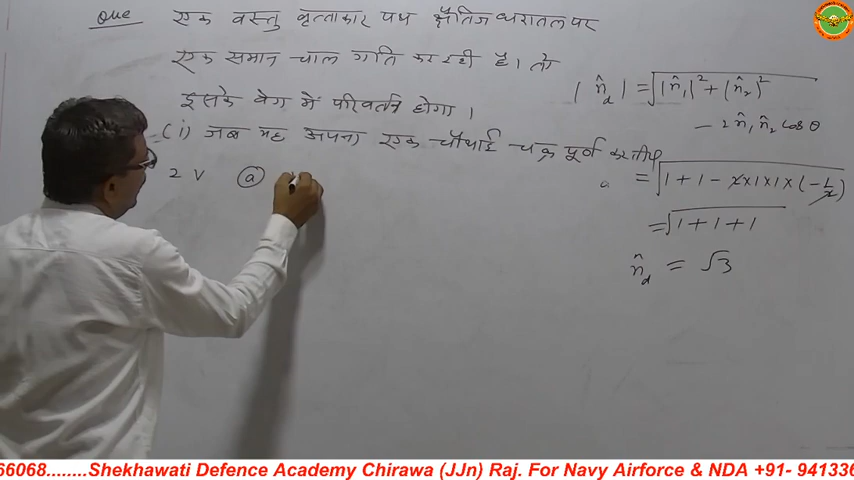 Que एक वस्तु वृत्ताकार पथ क्षैतिज धरातल पर
एक समान चाल गति कर रही है। तो
इसके वेग में परिवर्तन होगा ।
(i) जब यह अपना एक चौथाई चक्र पूर्ण करती
2 V (a)
| n̂d | = √|n̂1|² + |n̂2|²
- 2 n̂1 n̂2 cos θ
= √1 + 1 - 2×1×1×(-1/2)
= √1 + 1 + 1
n̂d = √3
66068........Shekhawati Defence Academy Chirawa (JJn) Raj. For Navy Airforce & NDA +91- 941336